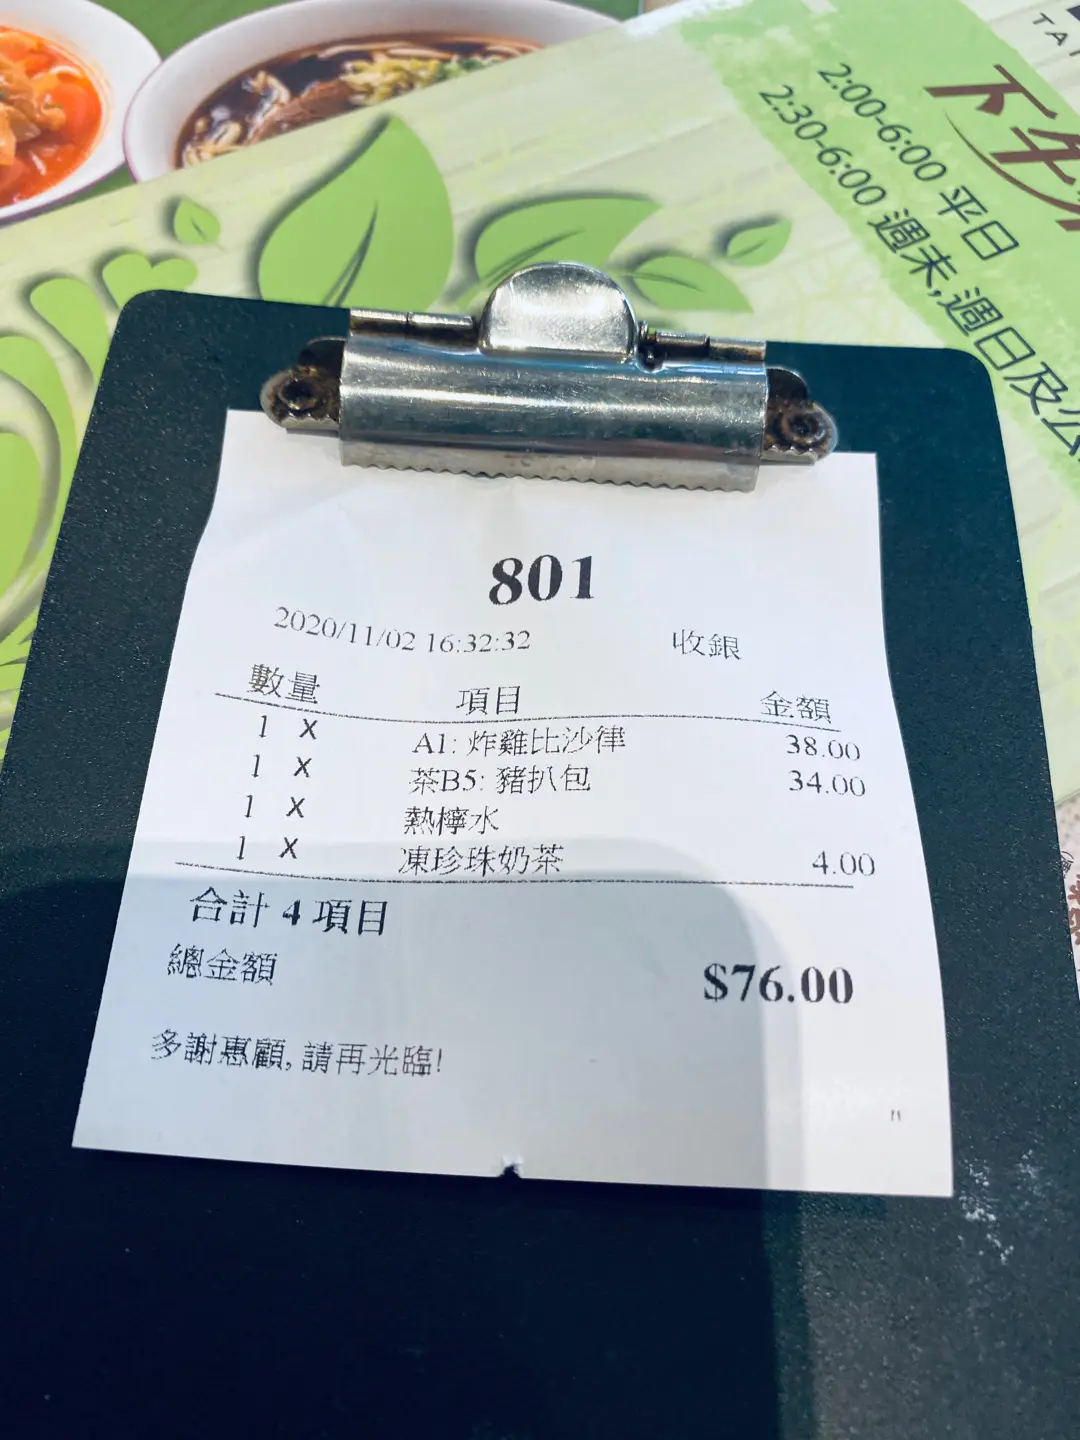 TA
下午
2:00-6:00 平日
2:30-6:00 週末,週日及公
801
2020/11/02 16:32:32 收銀
數量 項目 金額
1 X A1: 炸雞比沙律 38.00
1 X 茶B5: 豬扒包 34.00
1 X 熱檸水
1 X 凍珍珠奶茶 4.00
合計 4 項目
總金額 $76.00
多謝惠顧, 請再光臨!